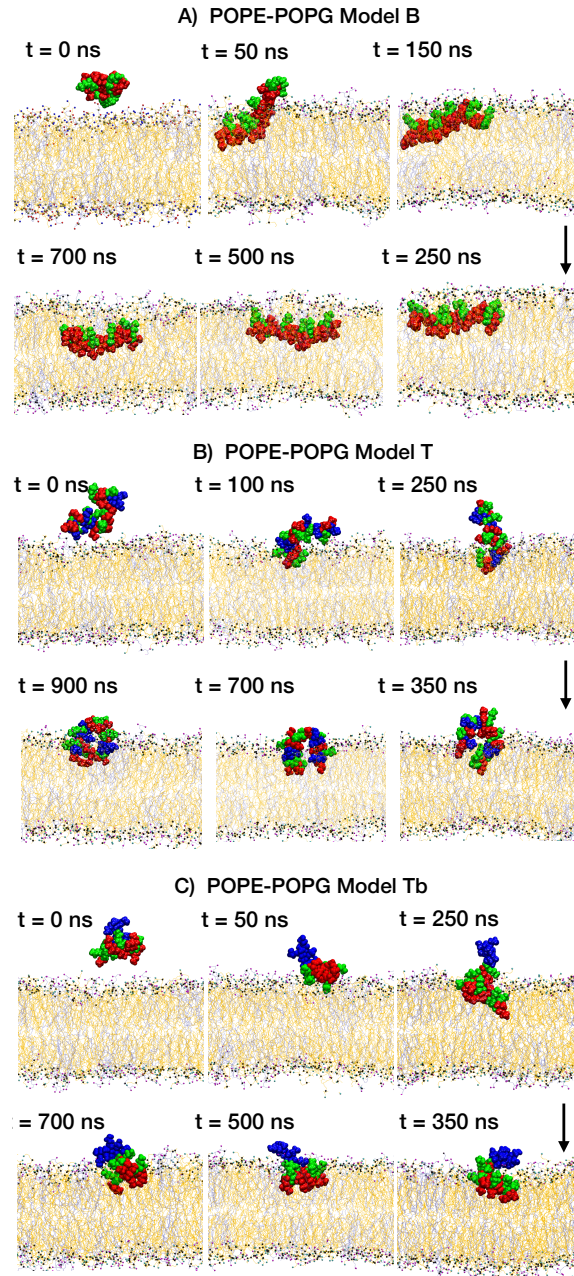 A) POPE-POPG Model B
t = 0 ns t = 50 ns t = 150 ns
t = 700 ns t = 500 ns t = 250 ns
B) POPE-POPG Model T
t = 0 ns t = 100 ns t = 250 ns
t = 900 ns t = 700 ns t = 350 ns
C) POPE-POPG Model Tb
t = 0 ns t = 50 ns t = 250 ns
: = 700 ns t = 500 ns t = 350 ns